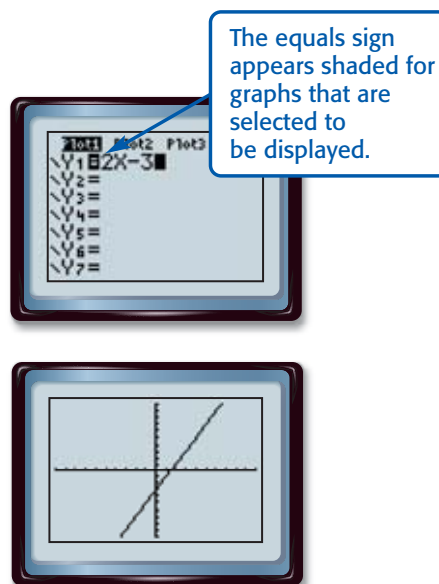 The equals sign
appears shaded for
graphs that are
selected to
be displayed.
Plot1 Plot2 Plot3
\Y1=2X-3
\Y2=
\Y3=
\Y4=
\Y5=
\Y6=
\Y7=